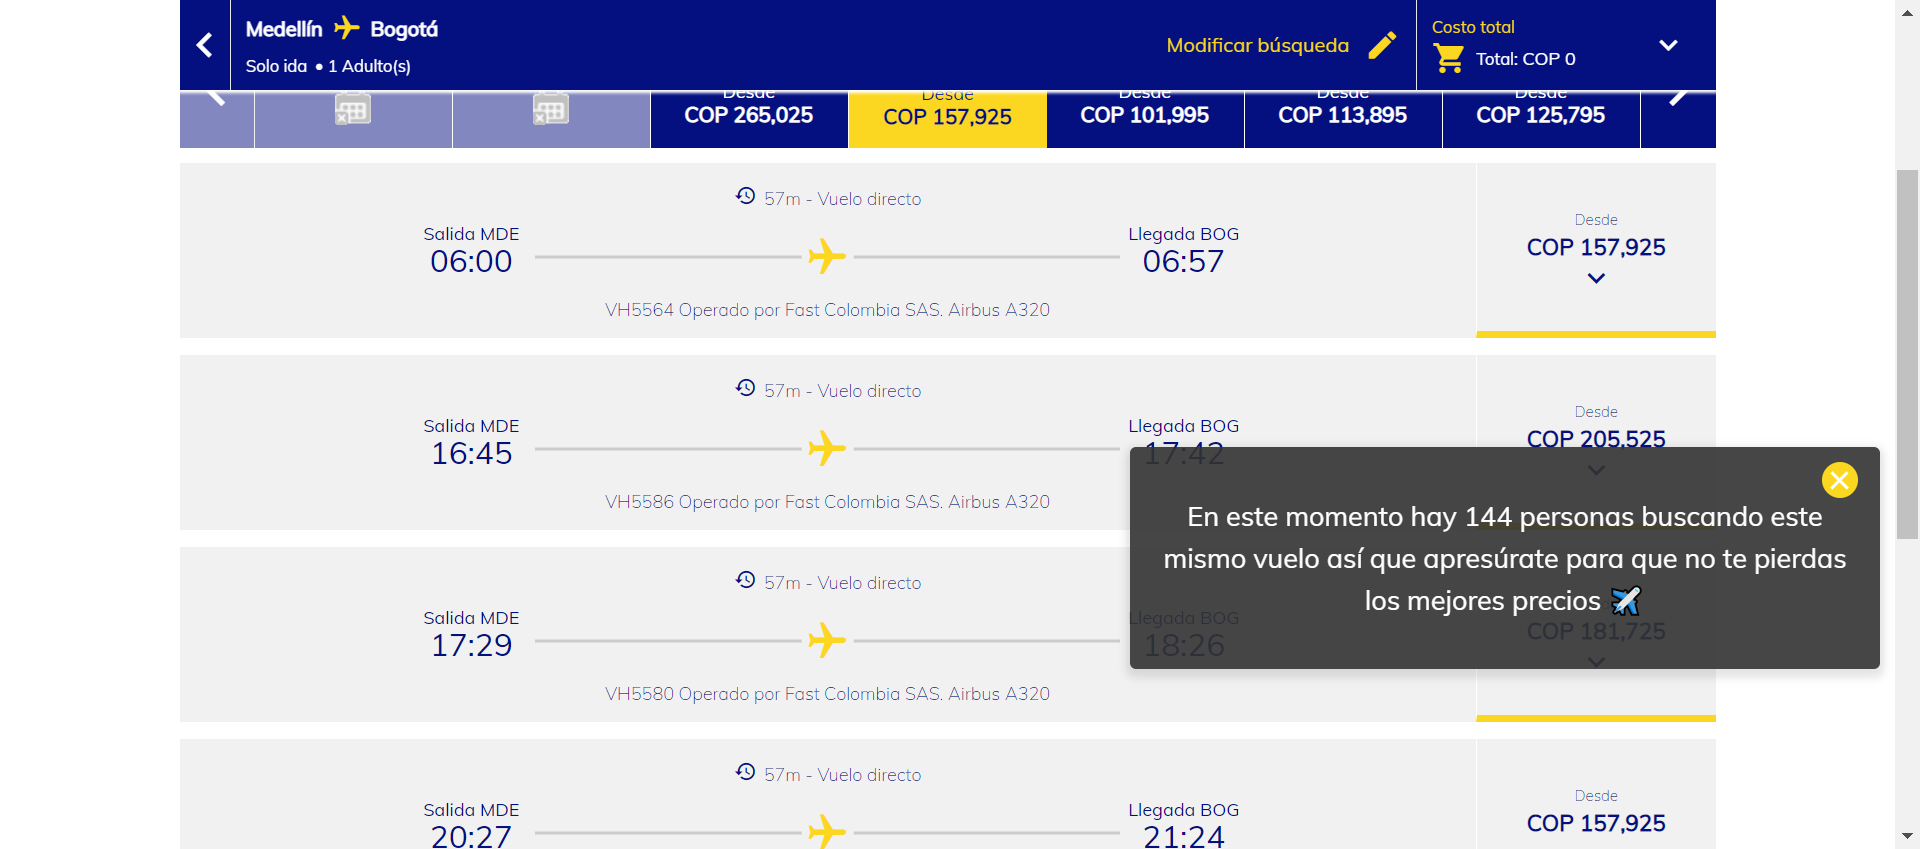 Medellín Bogotá
Solo ida • 1 Adulto(s)
Modificar búsqueda
Costo total
Total: COP 0
Desde
COP 265,025
Desde
COP 157,925
Desde
COP 101,995
Desde
COP 113,895
Desde
COP 125,795
57m - Vuelo directo
Salida MDE
06:00
Llegada BOG
06:57
VH5564 Operado por Fast Colombia SAS. Airbus A320
Desde
COP 157,925
57m - Vuelo directo
Salida MDE
16:45
Llegada BOG
17:42
VH5586 Operado por Fast Colombia SAS. Airbus A320
Desde
COP 205,525
En este momento hay 144 personas buscando este
mismo vuelo así que apresúrate para que no te pierdas
los mejores precios ✈️
57m - Vuelo directo
Salida MDE
17:29
Llegada BOG
18:26
VH5580 Operado por Fast Colombia SAS. Airbus A320
COP 181,725
57m - Vuelo directo
Salida MDE
20:27
Llegada BOG
21:24
Desde
COP 157,925